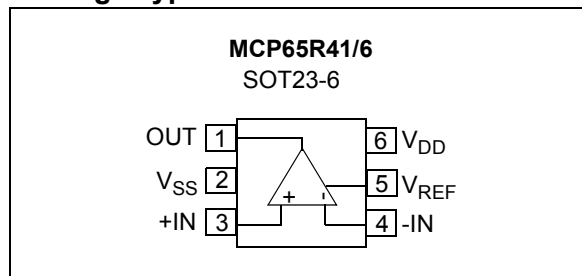 MCP65R41/6
SOT23-6
OUT 1 6 VDD
VSS 2 5 VREF
+IN 3 + - 4 -IN